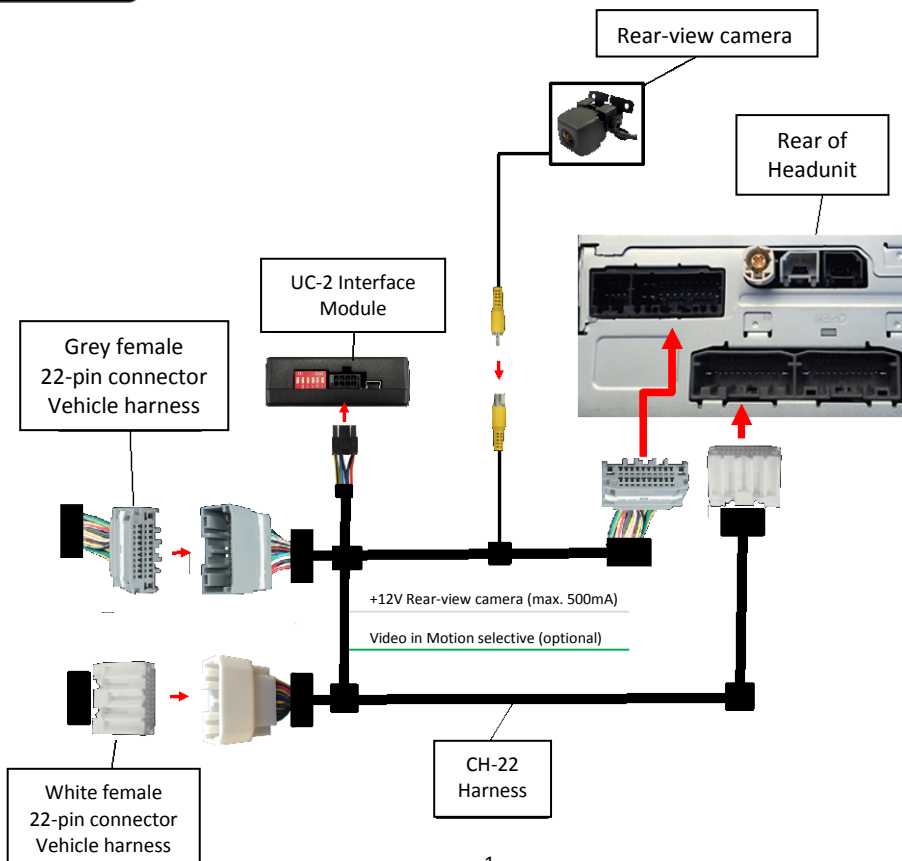 Rear-view camera
Rear of
Headunit
UC-2 Interface
Module
Grey female
22-pin connector
Vehicle harness
+12V Rear-view camera (max. 500mA)
Video in Motion selective (optional)
CH-22
Harness
White female
22-pin connector
Vehicle harness
1